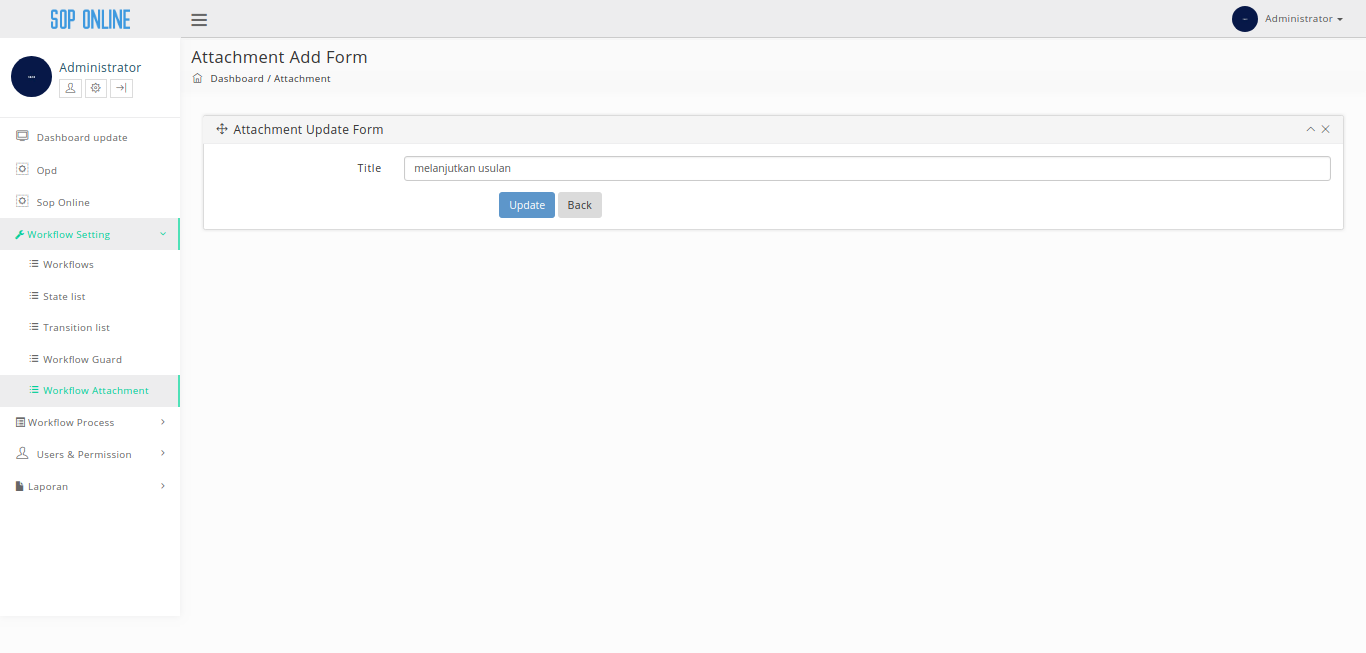 SOP ONLINE
Administrator
Attachment Add Form
Dashboard / Attachment
Administrator
Dashboard update
Opd
Sop Online
Workflow Setting
Workflows
State list
Transition list
Workflow Guard
Workflow Attachment
Workflow Process
Users & Permission
Laporan
Attachment Update Form
Title
melanjutkan usulan
Update Back